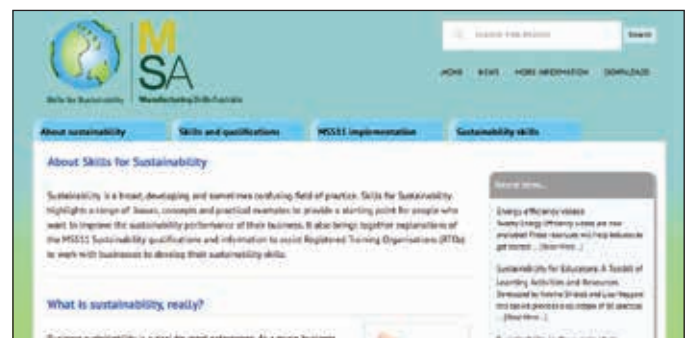 MSA
Skills for Sustainability
Manufacturing Skills Australia
Search
HOME NEWS MORE INFORMATION DOWNLOADS
About sustainability
Skills and qualifications
MSS11 implementation
Sustainability skills
About Skills for Sustainability
Sustainability is a broad, developing and sometimes confusing field of practice. Skills for Sustainability
highlights a range of issues, concepts and practical examples to provide a starting point for people who
want to improve the sustainability performance of their business. It also brings together explanations of
the MSS11 Sustainability qualifications and information to assist Registered Training Organisations (RTOs)
to work with businesses to develop their sustainability skills.
What is sustainability, really?
Energy efficiency videos
Sustainability for Educators: A Toolkit of
Learning Activities and Resources